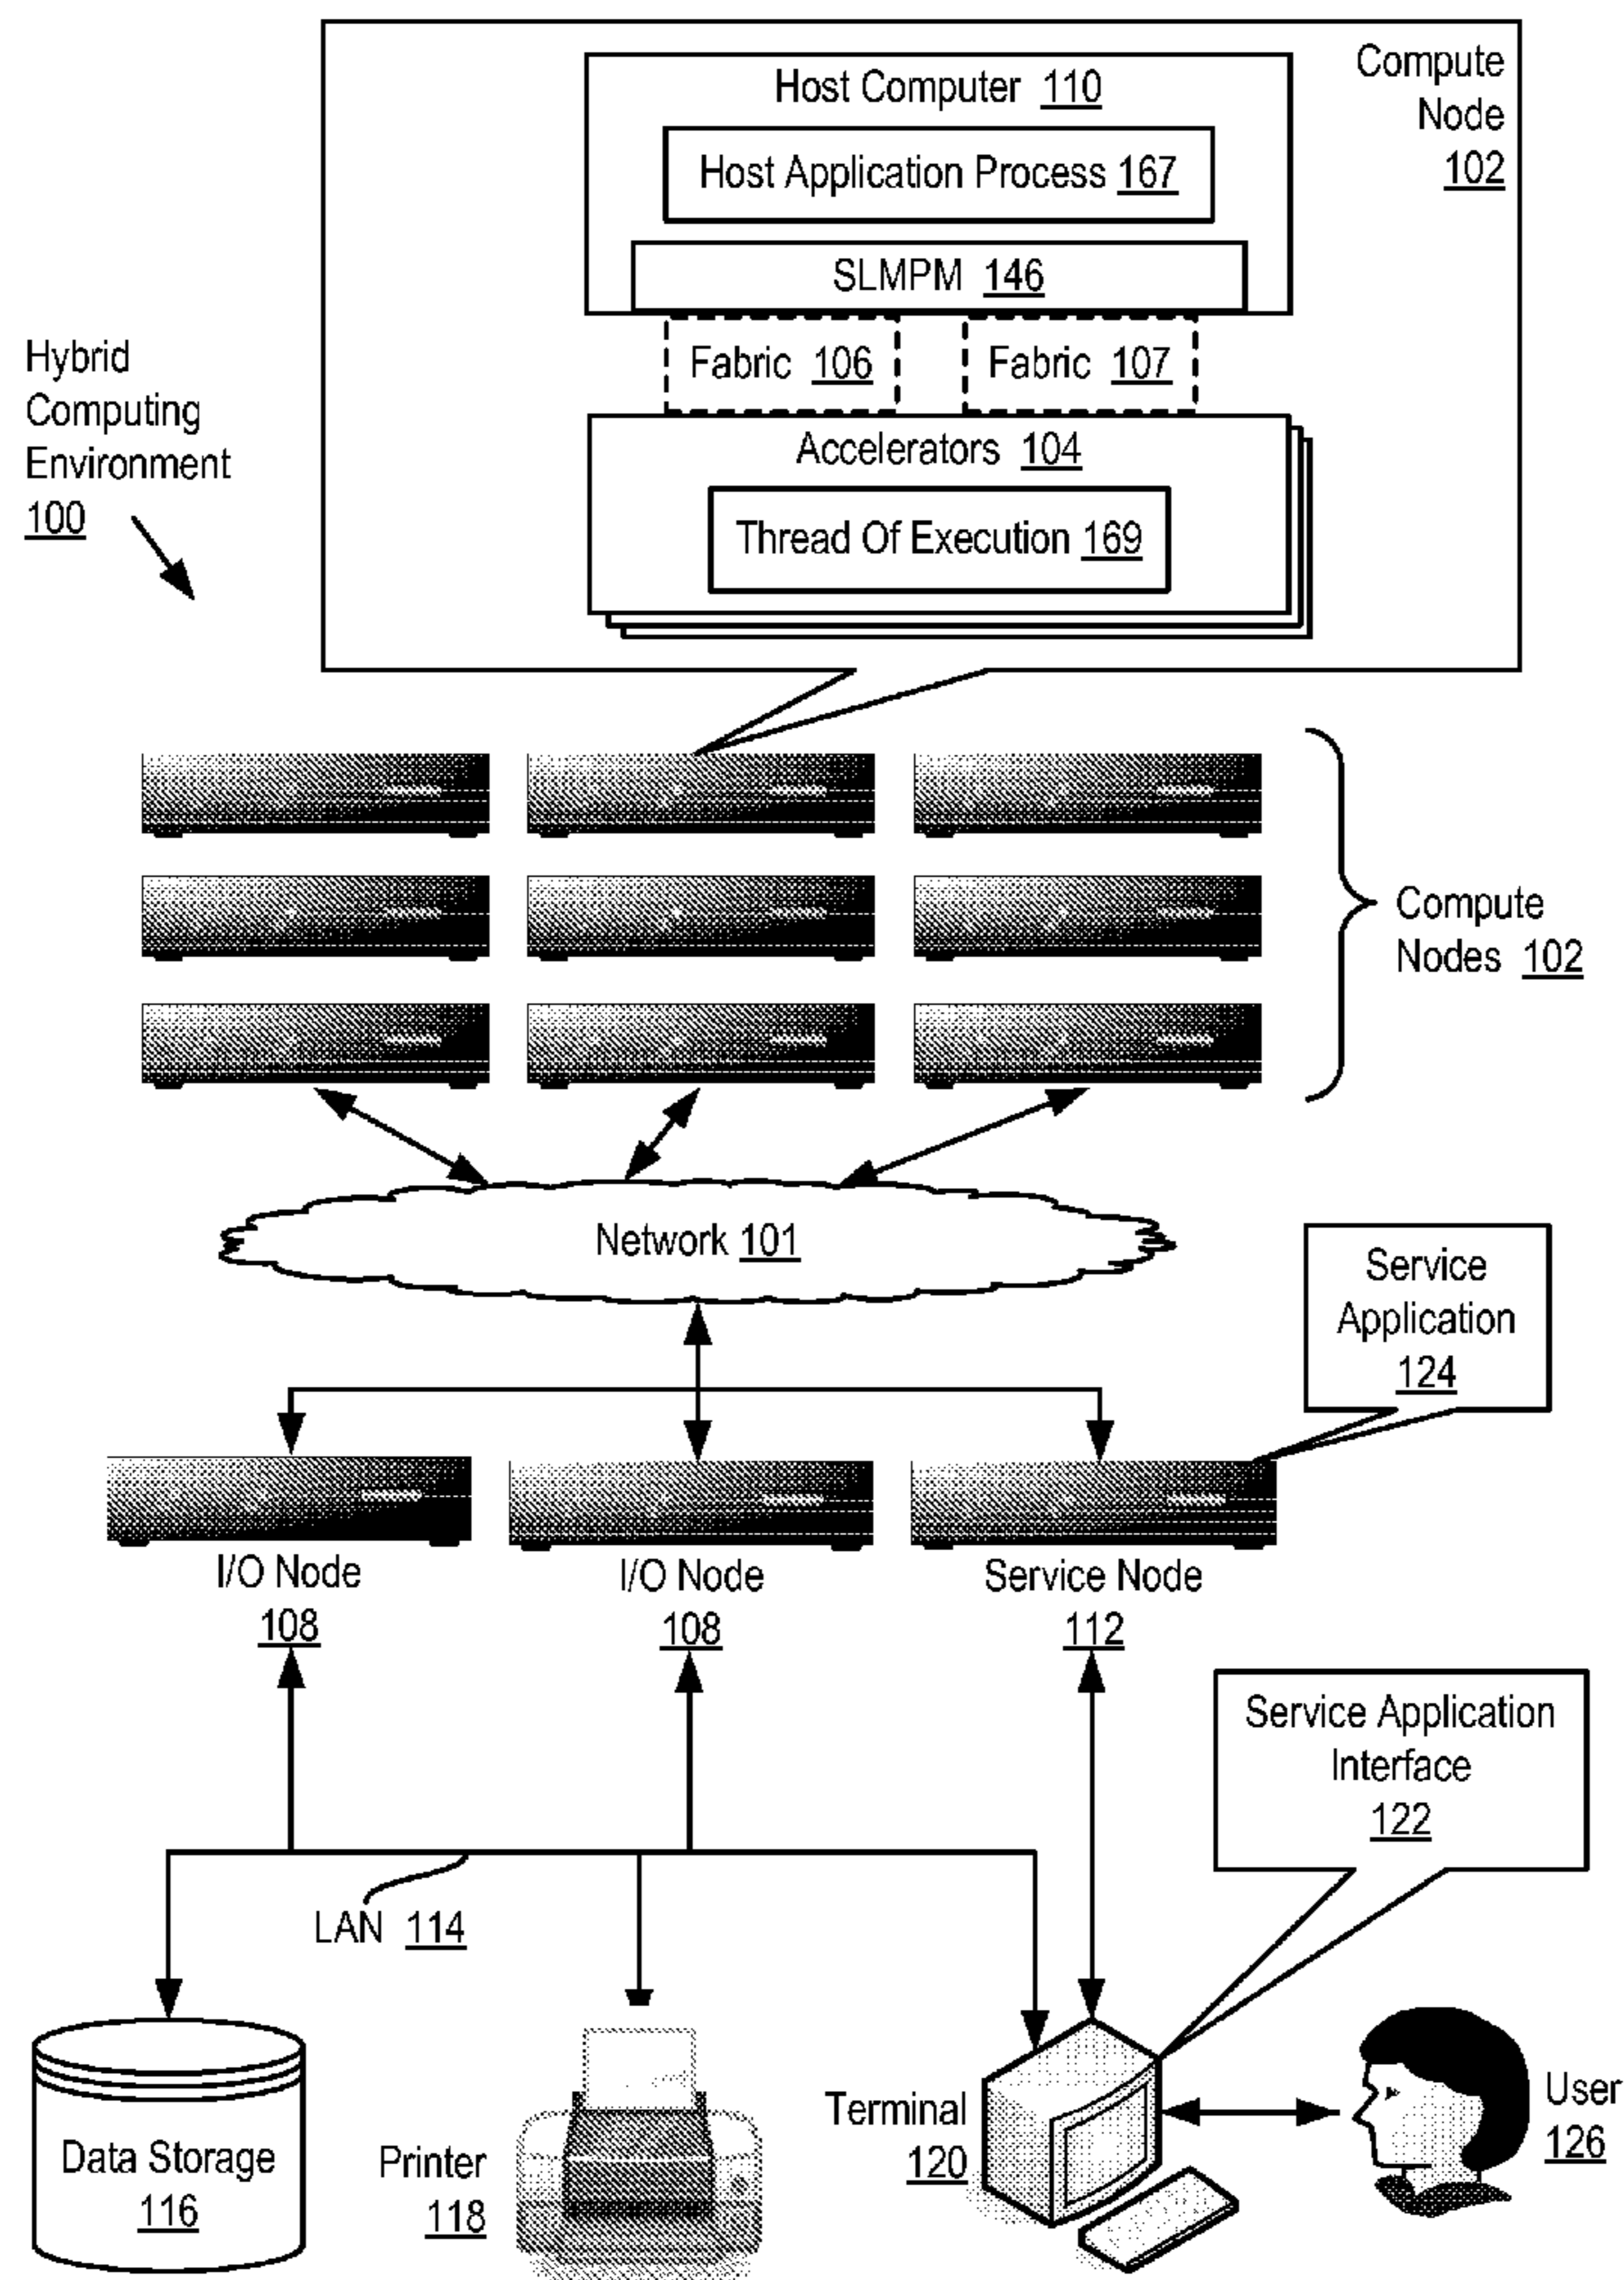 Compute
Node
102
Host Computer 110
Host Application Process 167
SLMPM 146
Fabric 106
Fabric 107
Hybrid
Computing
Environment
100
Accelerators 104
Thread Of Execution 169
Compute
Nodes 102
Network 101
Service
Application
124
I/O Node
108
I/O Node
108
Service Node
112
Service Application
Interface
122
LAN 114
Data Storage
116
Printer
118
Terminal
120
User
126